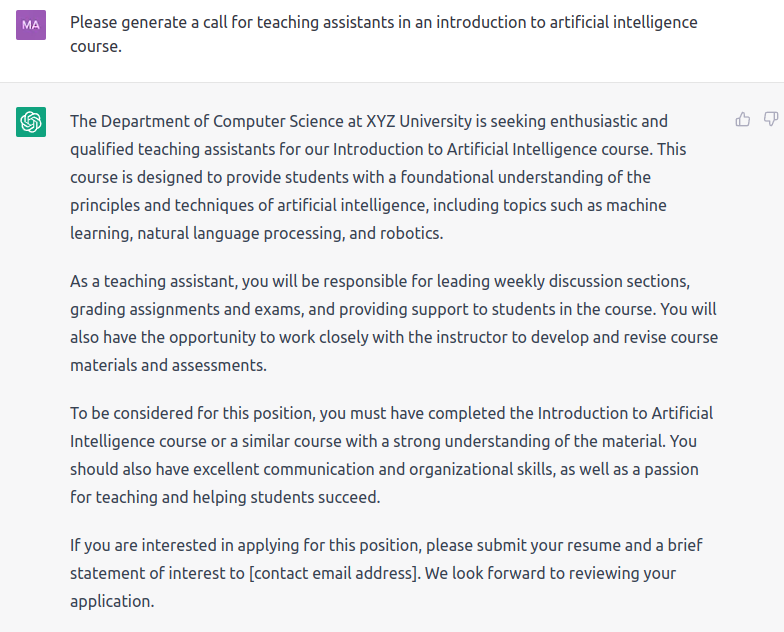 MA
Please generate a call for teaching assistants in an introduction to artificial intelligence
course.
The Department of Computer Science at XYZ University is seeking enthusiastic and
qualified teaching assistants for our Introduction to Artificial Intelligence course. This
course is designed to provide students with a foundational understanding of the
principles and techniques of artificial intelligence, including topics such as machine
learning, natural language processing, and robotics.
As a teaching assistant, you will be responsible for leading weekly discussion sections,
grading assignments and exams, and providing support to students in the course. You will
also have the opportunity to work closely with the instructor to develop and revise course
materials and assessments.
To be considered for this position, you must have completed the Introduction to Artificial
Intelligence course or a similar course with a strong understanding of the material. You
should also have excellent communication and organizational skills, as well as a passion
for teaching and helping students succeed.
If you are interested in applying for this position, please submit your resume and a brief
statement of interest to [contact email address]. We look forward to reviewing your
application.